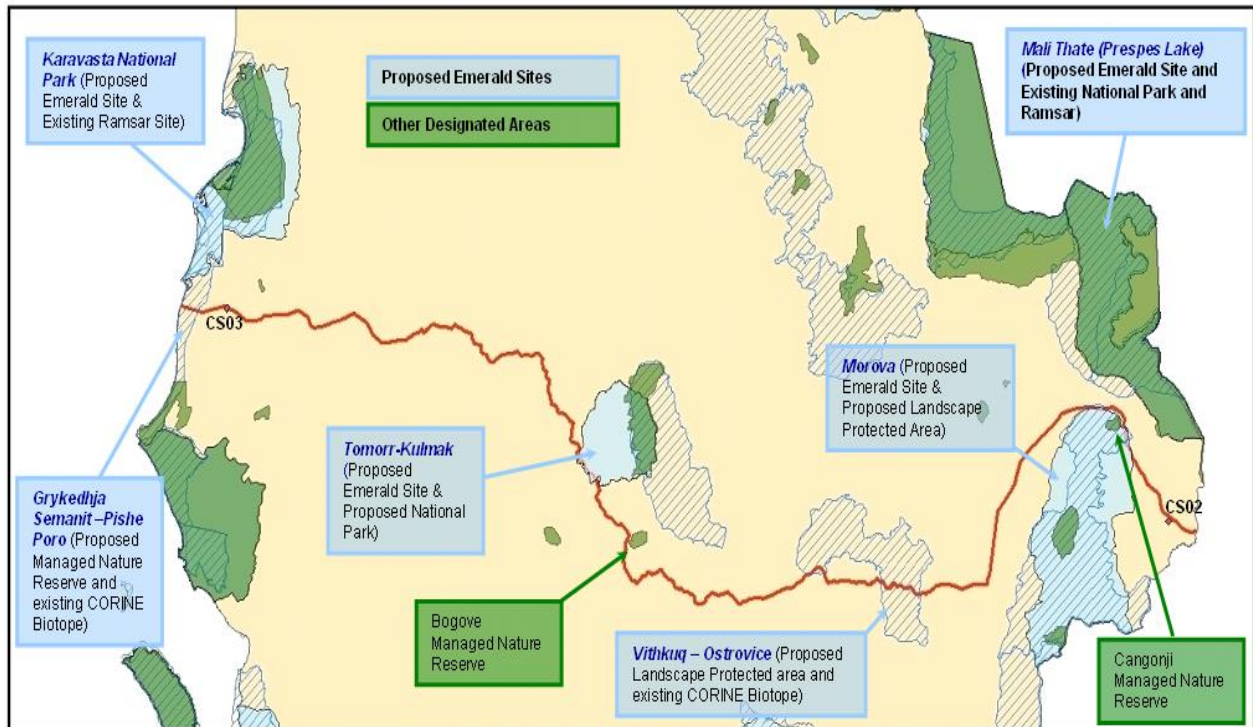 Karavasta National
Park (Proposed
Emerald Site &
Existing Ramsar Site)
Proposed Emerald Sites
Other Designated Areas
Mali Thate (Prespes Lake)
(Proposed Emerald Site and
Existing National Park and
Ramsar)
CS03
Morova (Proposed
Emerald Site &
Proposed Landscape
Protected Area)
Tomorr-Kulmak
(Proposed
Emerald Site &
Proposed National
Park)
Grykedhja
Semanit –Pishe
Poro (Proposed
Managed Nature
Reserve and
existing CORINE
Biotope)
CS02
Bogove
Managed Nature
Reserve
Vithkuq – Ostrovice (Proposed
Landscape Protected area and
existing CORINE Biotope)
Cangonji
Managed Nature
Reserve